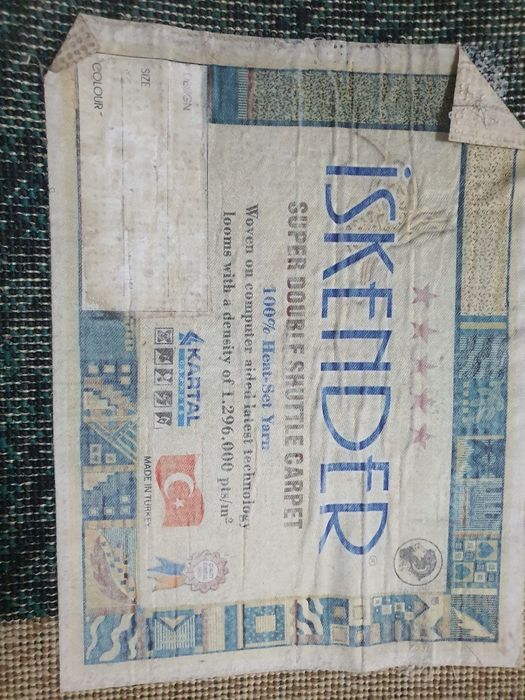 İSKENDER
®
SUPER DOUBLE SHUTTLE CARPET
100% Heat-Set Yarn
Woven on computer aided latest technology
looms with a density of 1.296.000 pts/m²
DESIGN
SIZE
COLOUR
KARTAL
MADE IN TURKEY